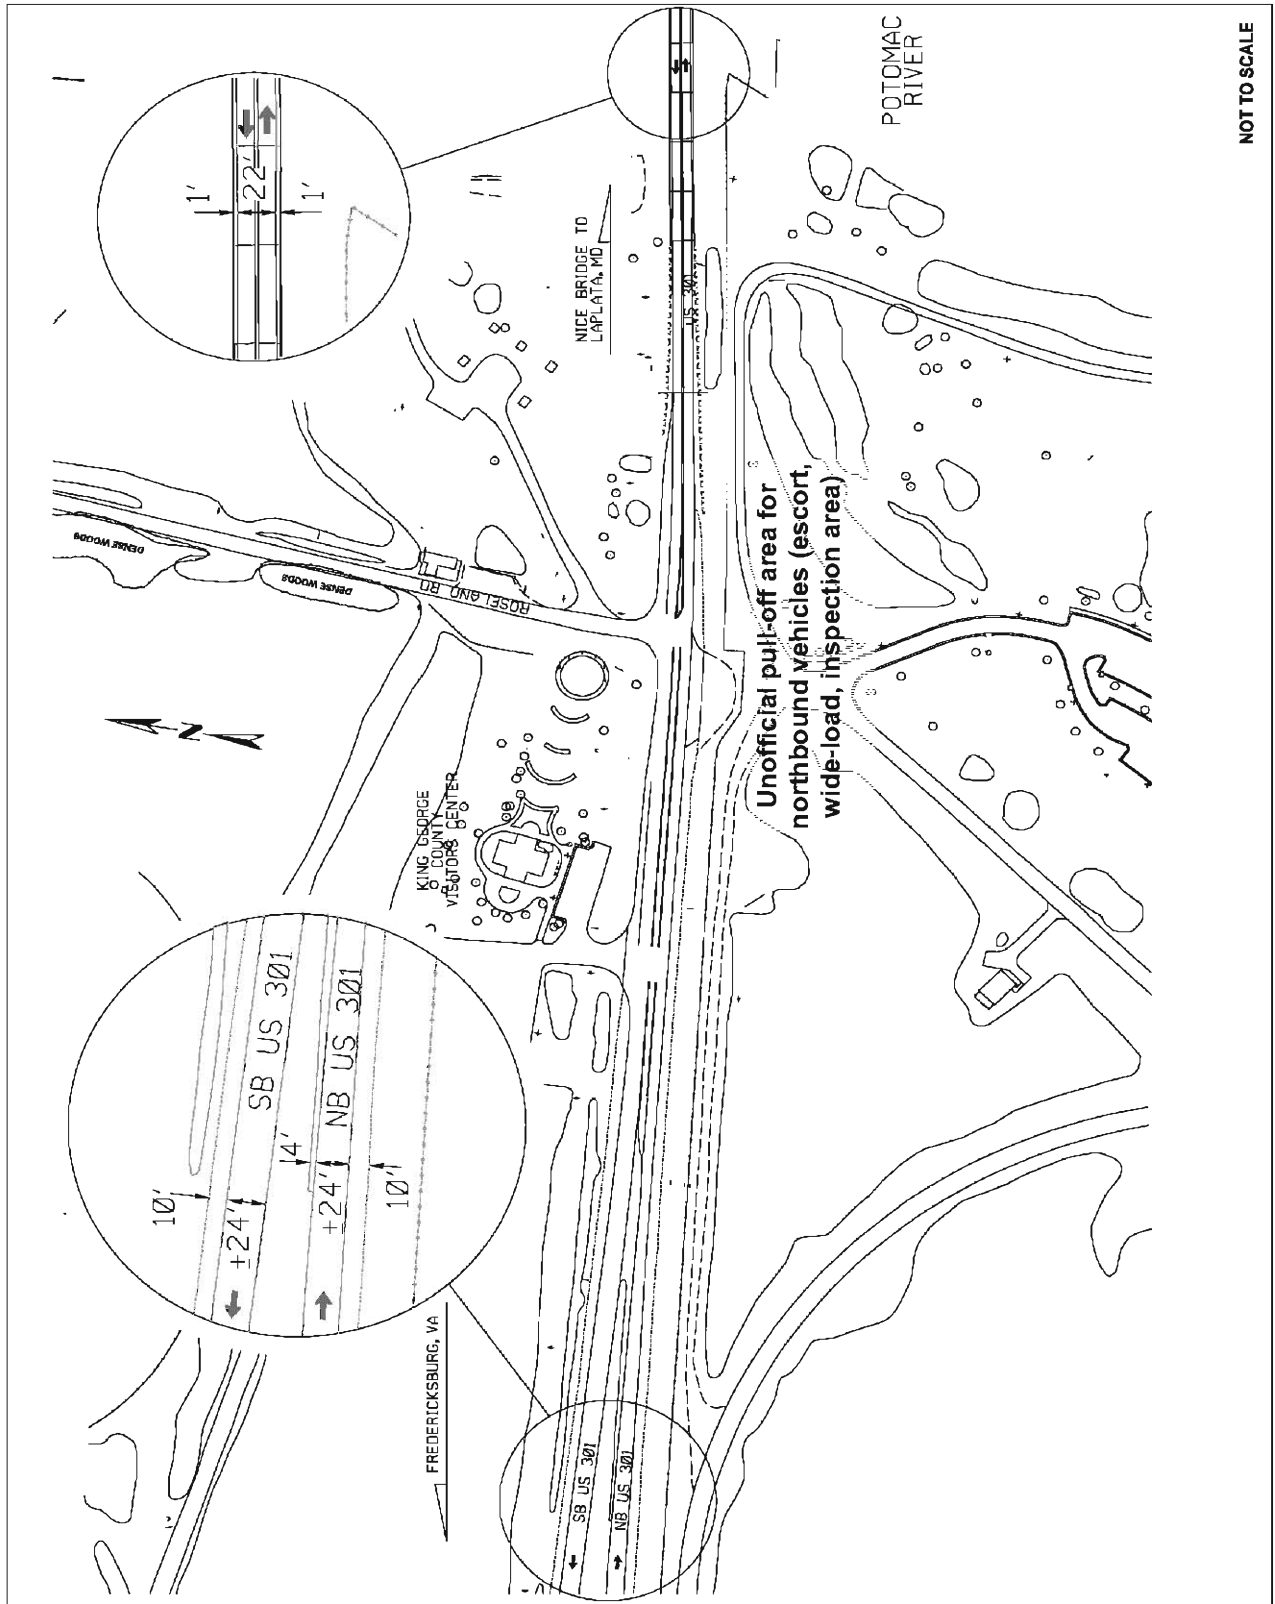 1'
22'
1'
POTOMAC
RIVER
NOT TO SCALE
NICE BRIDGE TO
LAPLATA, MD
US 301
DENSE WOODS
DENSE WOODS
ROSELAND RD
Unofficial pull-off area for
northbound vehicles (escort,
wide-load, inspection area)
N
KING GEORGE
COUNTY
VISITORS CENTER
SB US 301
NB US 301
10'
±24'
4'
±24'
10'
FREDERICKSBURG, VA
SB US 301
NB US 301